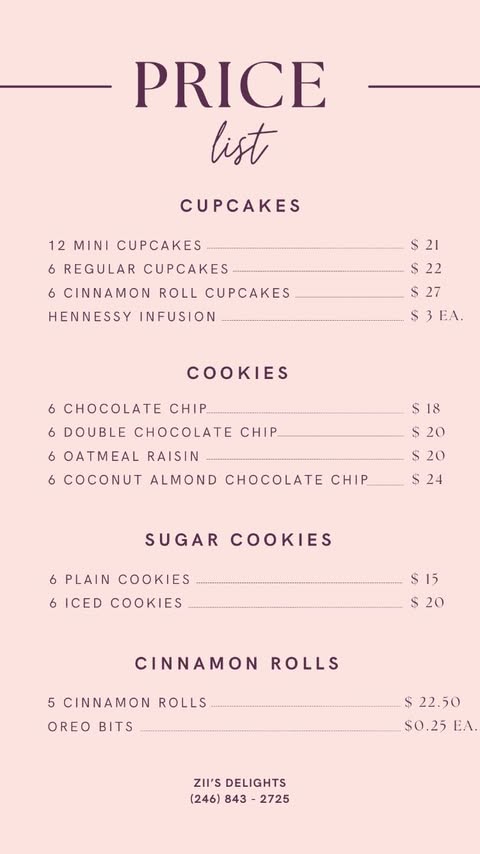 PRICE
list
CUPCAKES
12 MINI CUPCAKES $ 21
6 REGULAR CUPCAKES $ 22
6 CINNAMON ROLL CUPCAKES $ 27
HENNESSY INFUSION $ 3 EA.
COOKIES
6 CHOCOLATE CHIP $ 18
6 DOUBLE CHOCOLATE CHIP $ 20
6 OATMEAL RAISIN $ 20
6 COCONUT ALMOND CHOCOLATE CHIP $ 24
SUGAR COOKIES
6 PLAIN COOKIES $ 15
6 ICED COOKIES $ 20
CINNAMON ROLLS
5 CINNAMON ROLLS $ 22.50
OREO BITS $0.25 EA.
ZII'S DELIGHTS
(246) 843 - 2725